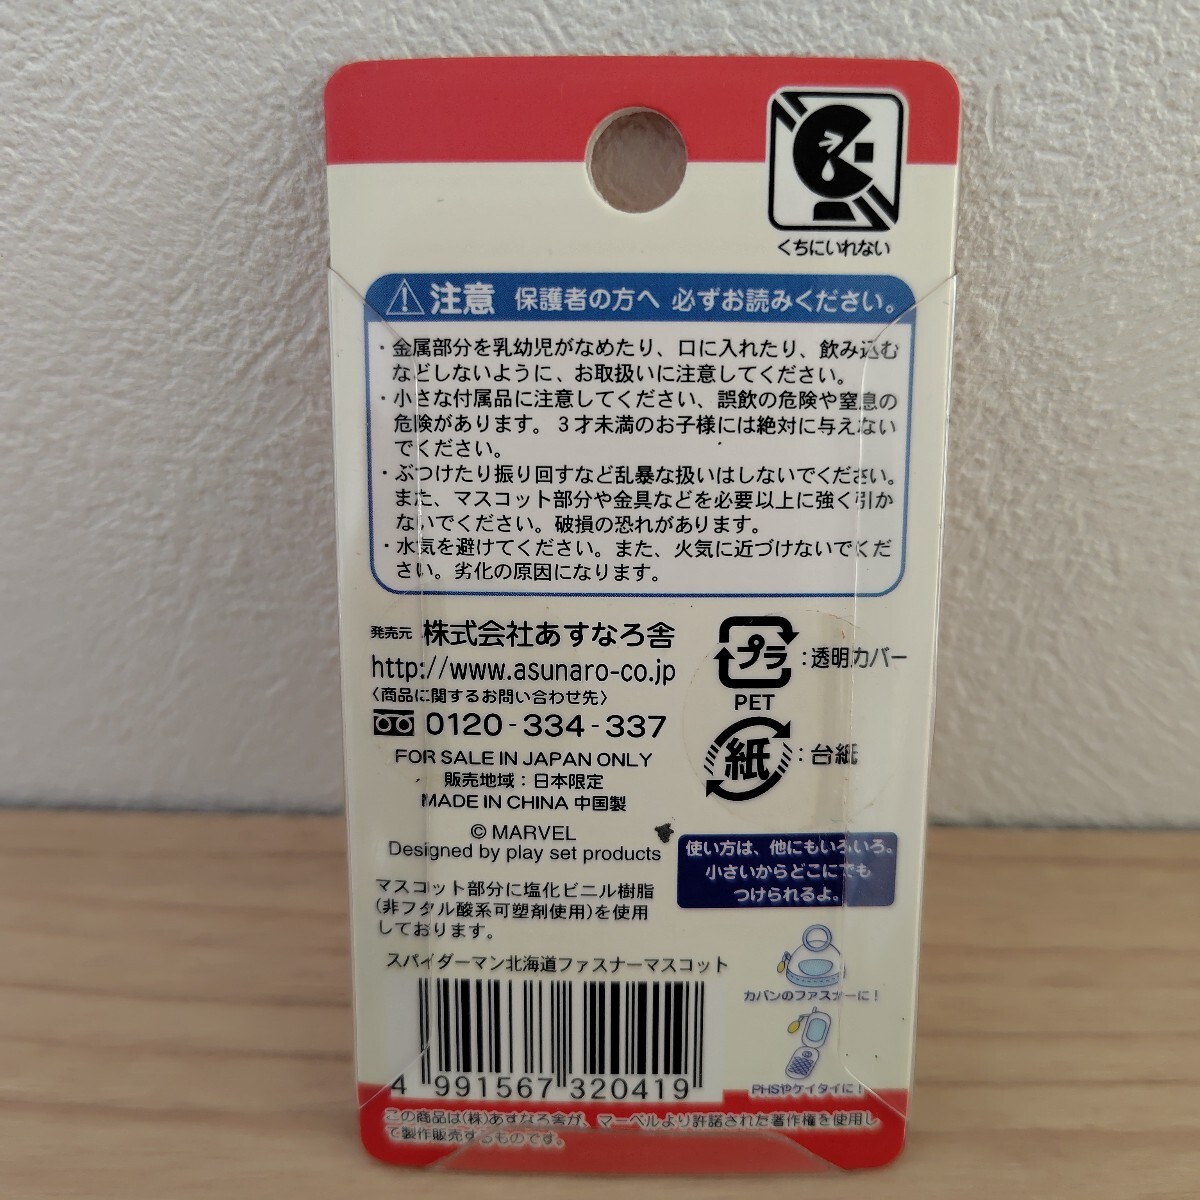 くちにいれない
注意 保護者の方へ 必ずお読みください。
・金属部分を乳幼児がなめたり、口に入れたり、飲み込む
などしないように、お取扱いに注意してください。
・小さな付属品に注意してください、誤飲の危険や窒息の
危険があります。３才未満のお子様には絶対に与えない
でください。
・ぶつけたり振り回すなど乱暴な扱いはしないでください。
また、マスコット部分や金具などを必要以上に強く引か
ないでください。破損の恐れがあります。
・水気を避けてください。また、火気に近づけないでくだ
さい。劣化の原因になります。
発売元 株式会社あすなろ舎
http://www.asunaro-co.jp
〈商品に関するお問い合わせ先〉
0120-334-337
FOR SALE IN JAPAN ONLY
販売地域：日本限定
MADE IN CHINA 中国製
© MARVEL
Designed by play set products
プラ：透明カバー
PET
紙：台紙
使い方は、他にもいろいろ。
小さいからどこにでも
つけられるよ。
マスコット部分に塩化ビニル樹脂
(非フタル酸系可塑剤使用)を使用
しております。
カバンのファスナーに！
PHSやケイタイに！
スパイダーマン北海道ファスナーマスコット
4 991567 320419
この商品は(株)あすなろ舎が、マーベルより許諾された著作権を使用し
て製作販売するものです。